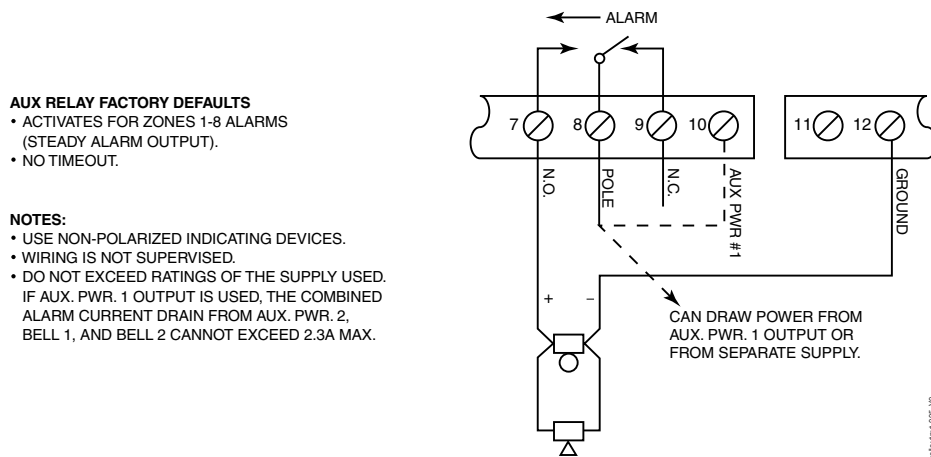 AUX RELAY FACTORY DEFAULTS
• ACTIVATES FOR ZONES 1-8 ALARMS
(STEADY ALARM OUTPUT).
• NO TIMEOUT.
NOTES:
• USE NON-POLARIZED INDICATING DEVICES.
• WIRING IS NOT SUPERVISED.
• DO NOT EXCEED RATINGS OF THE SUPPLY USED.
IF AUX. PWR. 1 OUTPUT IS USED, THE COMBINED
ALARM CURRENT DRAIN FROM AUX. PWR. 2,
BELL 1, AND BELL 2 CANNOT EXCEED 2.3A MAX.
ALARM
7 8 9 10 11 12
N.O.
POLE
N.C.
AUX PWR #1
GROUND
+ –
CAN DRAW POWER FROM
AUX. PWR. 1 OUTPUT OR
FROM SEPARATE SUPPLY.